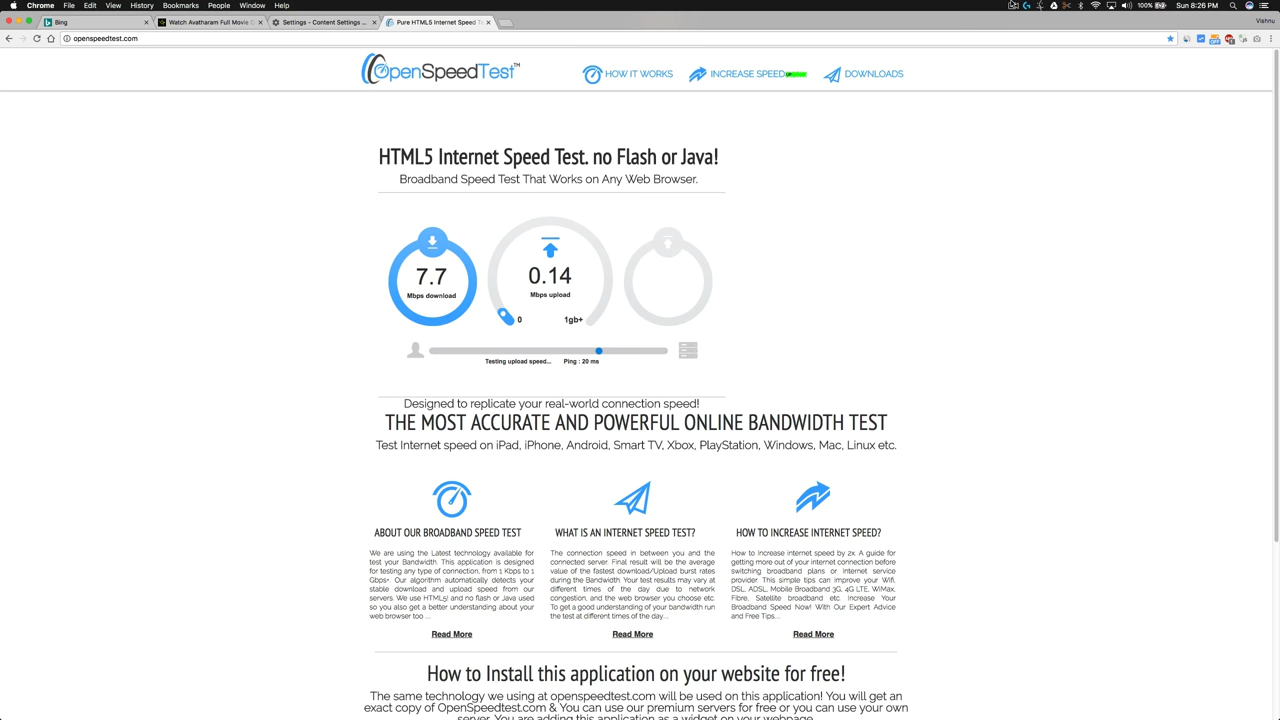 Chrome File Edit View History Bookmarks People Window Help
100% Sun 8:26 PM
Bing
Watch Avatharam Full Movie
Settings - Content Settings
Pure HTML5 Internet Speed Te
Vishnu
openspeedtest.com
OpenSpeedTest™
HOW IT WORKS
INCREASE SPEED
DOWNLOADS
HTML5 Internet Speed Test. no Flash or Java!
Broadband Speed Test That Works on Any Web Browser.
7.7
Mbps download
0.14
Mbps upload
0 1gb+
Testing upload speed... Ping : 20 ms
Designed to replicate your real-world connection speed!
THE MOST ACCURATE AND POWERFUL ONLINE BANDWIDTH TEST
Test Internet speed on iPad, iPhone, Android, Smart TV, Xbox, PlayStation, Windows, Mac, Linux etc.
ABOUT OUR BROADBAND SPEED TEST
We are using the Latest technology available for
test your Bandwidth. This application is designed
for testing any type of connection, from 1 Kbps to 1
Gbps+. Our algorithm automatically detects your
stable download and upload speed from our
servers. We use HTML5! and no flash or Java used
so you also get a better understanding about your
web browser too ...
Read More
WHAT IS AN INTERNET SPEED TEST?
The connection speed in between you and the
connected server. Final result will be the average
value of the fastest download/Upload burst rates
during the Bandwidth. Your test results may vary at
different times of the day due to network
congestion, and the web browser you choose etc.
To get a good understanding of your bandwidth run
the test at different times of the day...
Read More
HOW TO INCREASE INTERNET SPEED?
How to Increase internet speed by 2x. A guide for
getting more out of your internet connection before
switching broadband plans or Internet service
provider. This simple tips can improve your Wifi,
DSL, ADSL, Mobile Broadband 3G, 4G LTE, WiMax,
Fibre, Satellite broadband etc. Increase Your
Broadband Speed Now! With Our Expert Advice
and Free Tips...
Read More
How to Install this application on your website for free!
The same technology we using at openspeedtest.com will be used on this application! You will get an
exact copy of OpenSpeedtest.com & You can use our premium servers for free or you can use your own
server. You are adding this application as a widget on your webpage.